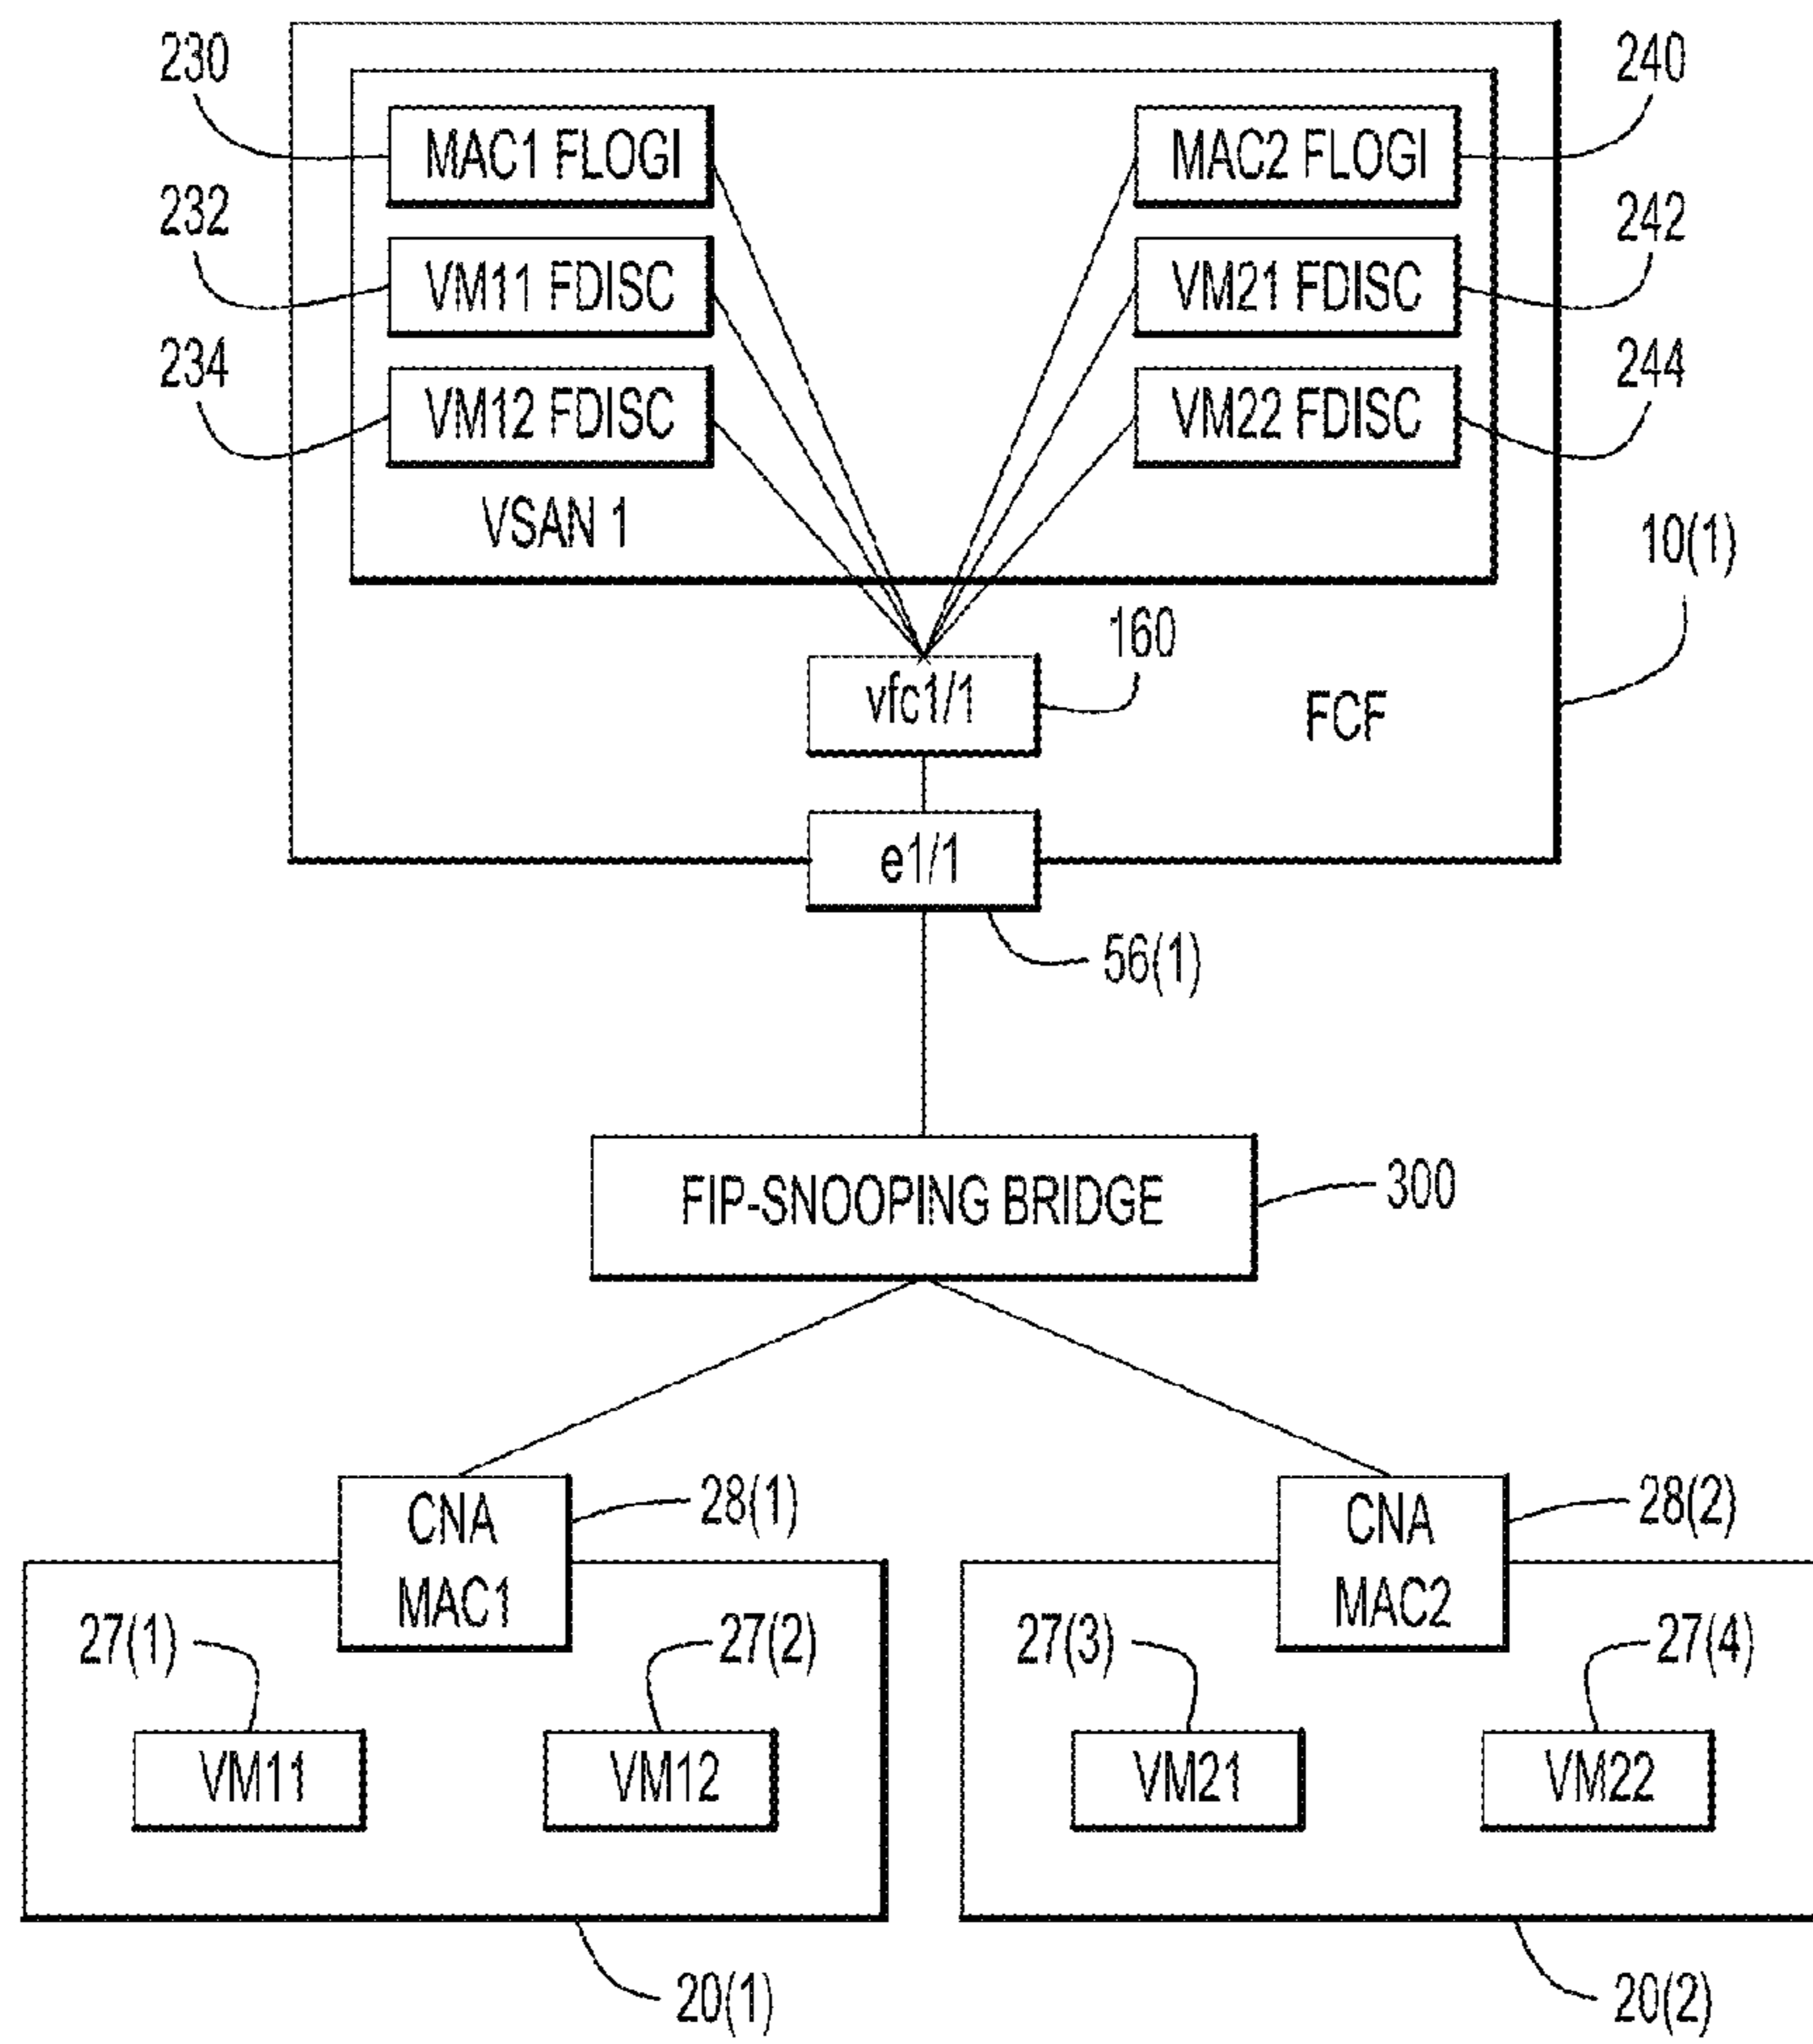 230
240
MAC1 FLOGI
MAC2 FLOGI
232
242
VM11 FDISC
VM21 FDISC
234
244
VM12 FDISC
VM22 FDISC
VSAN 1
10(1)
160
vfc1/1
FCF
e1/1
56(1)
FIP-SNOOPING BRIDGE
300
CNA
MAC1
28(1)
CNA
MAC2
28(2)
27(1)
27(2)
27(3)
27(4)
VM11
VM12
VM21
VM22
20(1)
20(2)